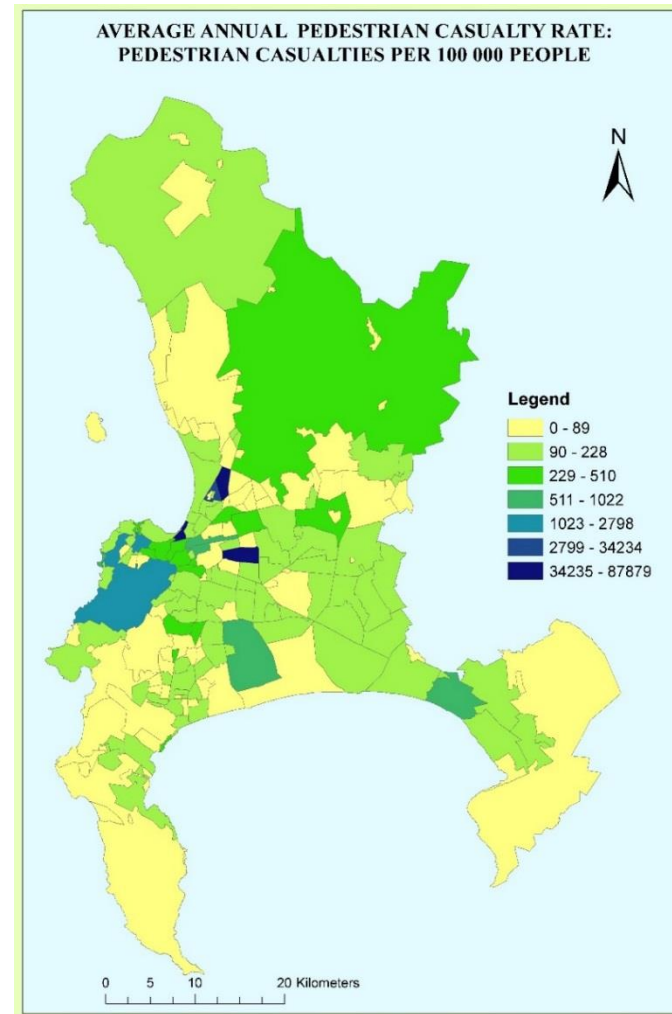 AVERAGE ANNUAL PEDESTRIAN CASUALTY RATE:
PEDESTRIAN CASUALTIES PER 100 000 PEOPLE
N
Legend
0 - 89
90 - 228
229 - 510
511 - 1022
1023 - 2798
2799 - 34234
34235 - 87879
0 5 10 20 Kilometers